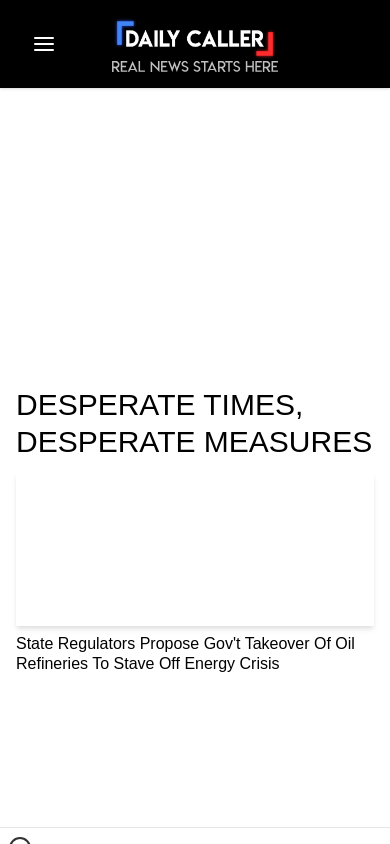 DAILY CALLER
REAL NEWS STARTS HERE
DESPERATE TIMES,
DESPERATE MEASURES
State Regulators Propose Gov't Takeover Of Oil
Refineries To Stave Off Energy Crisis